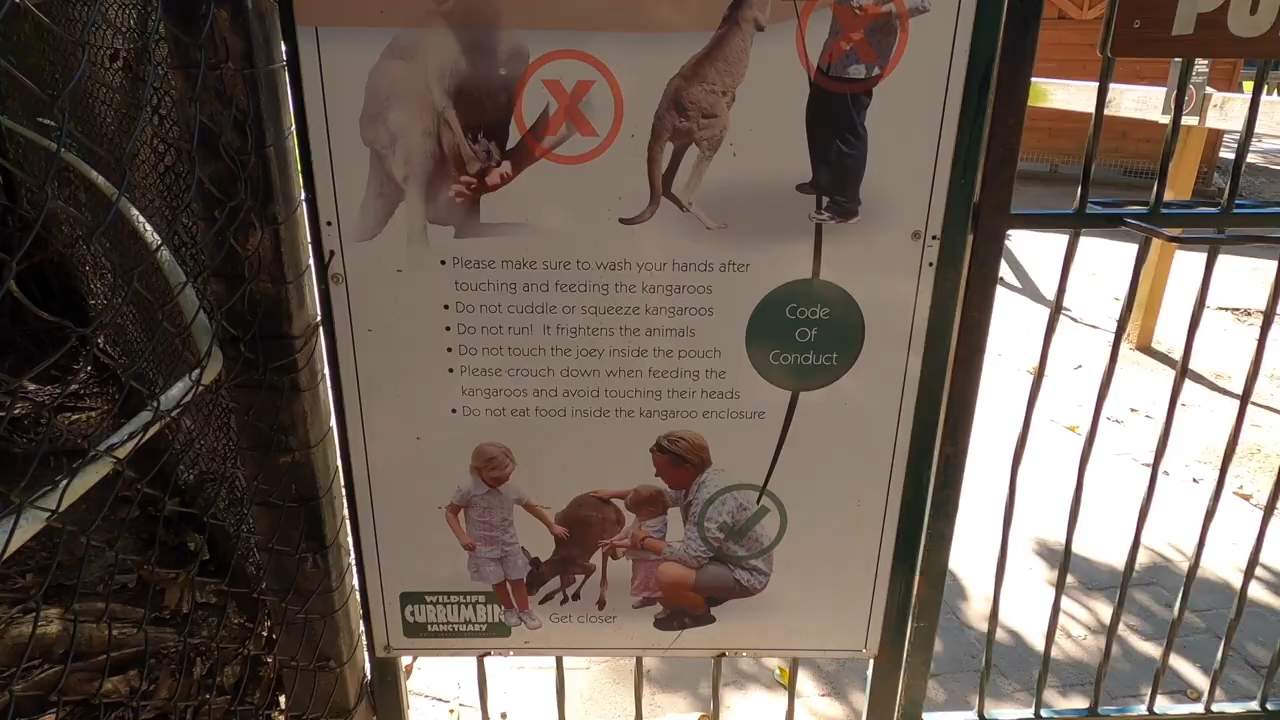 PU
X
X
• Please make sure to wash your hands after
touching and feeding the kangaroos
• Do not cuddle or squeeze kangaroos
• Do not run! It frightens the animals
• Do not touch the joey inside the pouch
• Please crouch down when feeding the
kangaroos and avoid touching their heads
• Do not eat food inside the kangaroo enclosure
Code
Of
Conduct
WILDLIFE
CURRUMBIN
SANCTUARY
Get closer